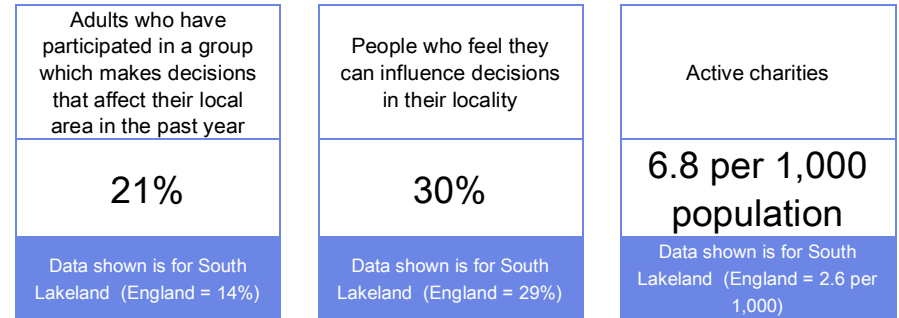 Adults who have
participated in a group
which makes decisions
that affect their local
area in the past year
21%
Data shown is for South
Lakeland (England = 14%)
People who feel they
can influence decisions
in their locality
30%
Data shown is for South
Lakeland (England = 29%)
Active charities
6.8 per 1,000
population
Data shown is for South
Lakeland (England = 2.6 per
1,000)